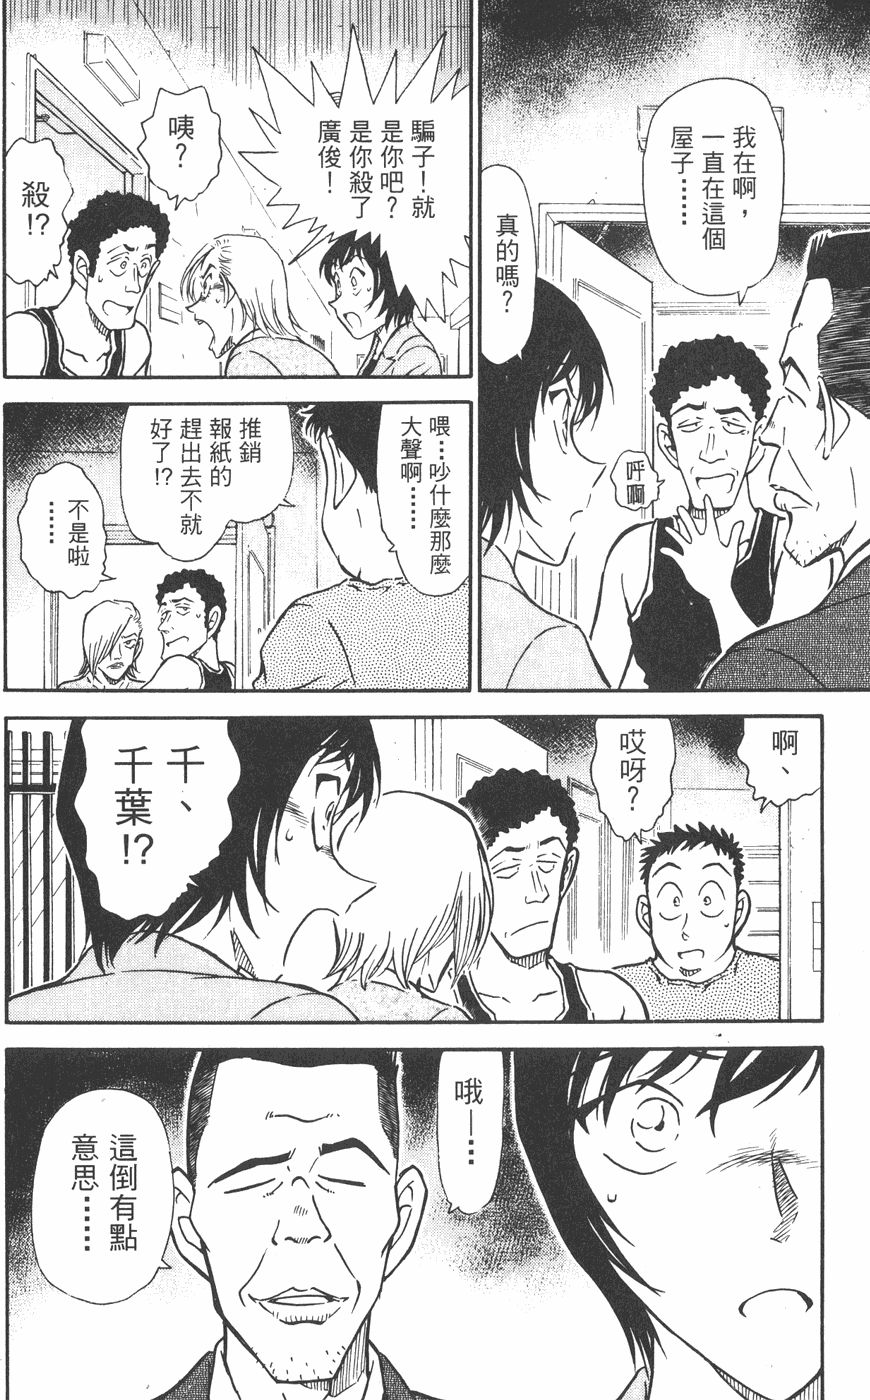 我在啊，
一直在這個
屋子……
真的嗎？
呼啊
騙子！就
是你吧？
是你殺了
廣俊！
咦？
殺！？
喂…吵什麼那麼
大聲啊……
推銷
報紙的
趕出去不就
好了！？
不是啦
……
啊、
哎呀？
千、
千葉！？
哦—…
這倒有點
意思……